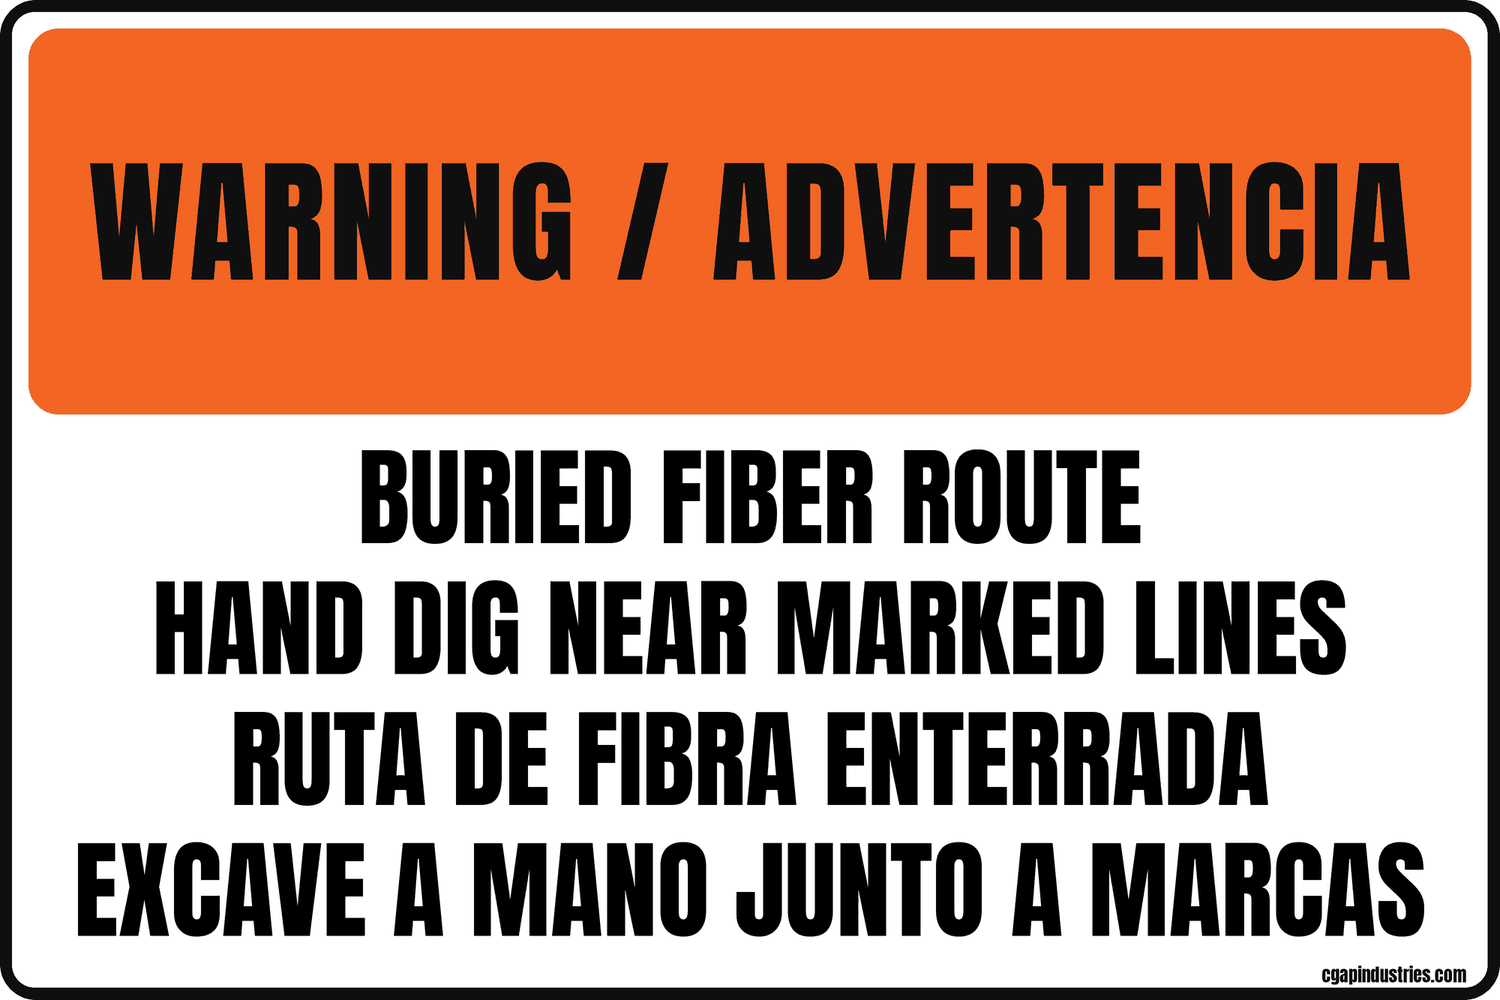 WARNING / ADVERTENCIA
BURIED FIBER ROUTE
HAND DIG NEAR MARKED LINES
RUTA DE FIBRA ENTERRADA
EXCAVE A MANO JUNTO A MARCAS
cgapindustries.com